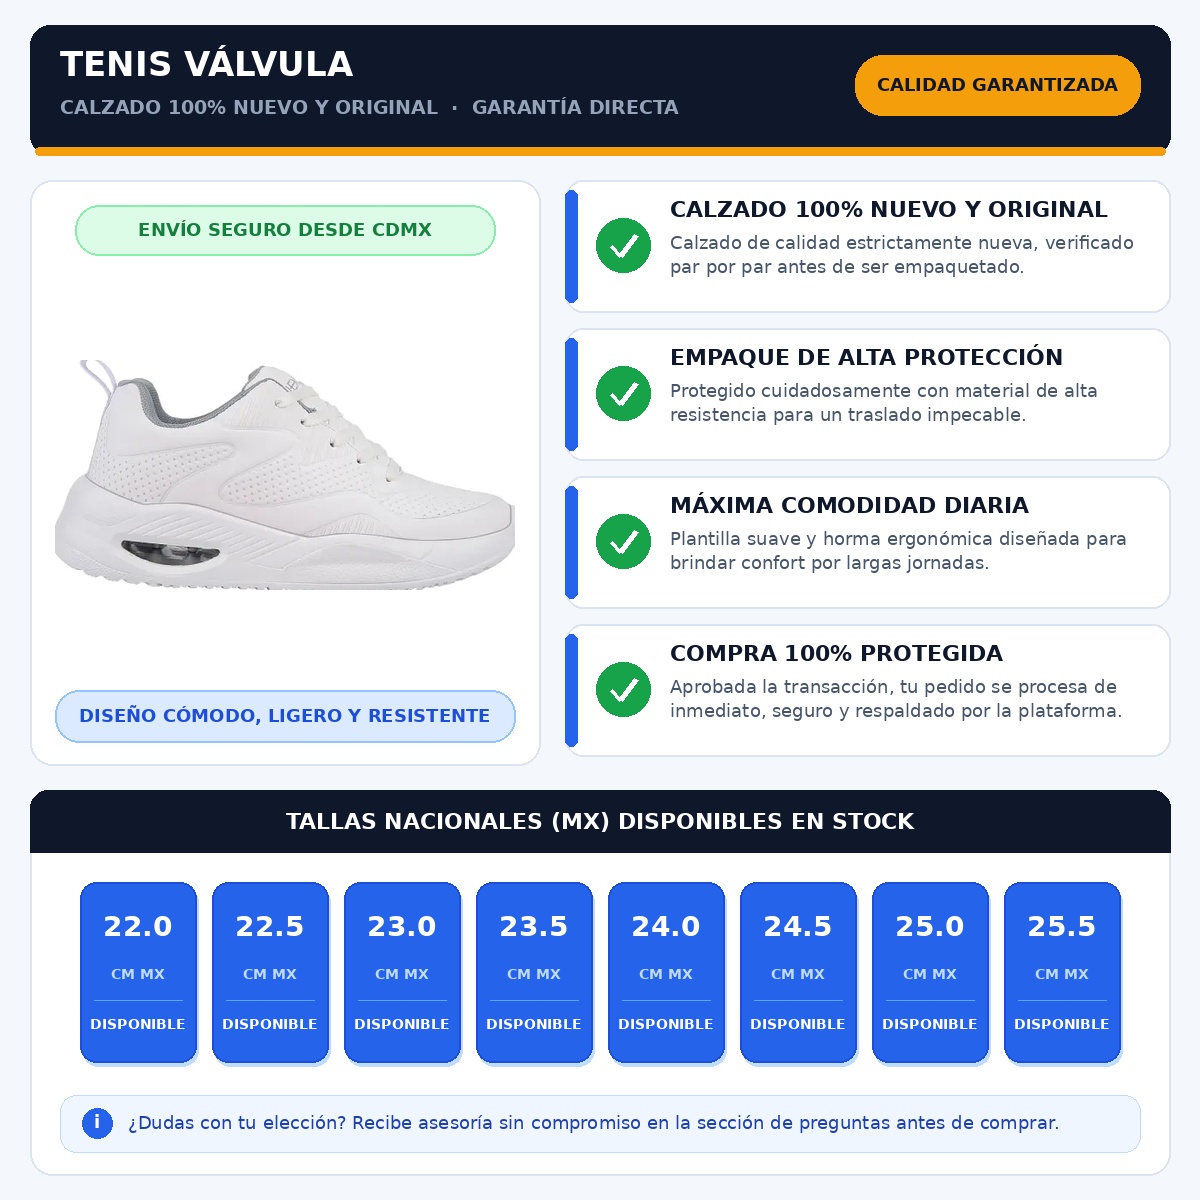 TENIS VÁLVULA
CALZADO 100% NUEVO Y ORIGINAL · GARANTÍA DIRECTA
CALIDAD GARANTIZADA
ENVÍO SEGURO DESDE CDMX
DISEÑO CÓMODO, LIGERO Y RESISTENTE
CALZADO 100% NUEVO Y ORIGINAL
Calzado de calidad estrictamente nueva, verificado
par por par antes de ser empaquetado.
EMPAQUE DE ALTA PROTECCIÓN
Protegido cuidadosamente con material de alta
resistencia para un traslado impecable.
MÁXIMA COMODIDAD DIARIA
Plantilla suave y horma ergonómica diseñada para
brindar confort por largas jornadas.
COMPRA 100% PROTEGIDA
Aprobada la transacción, tu pedido se procesa de
inmediato, seguro y respaldado por la plataforma.
TALLAS NACIONALES (MX) DISPONIBLES EN STOCK
22.0 22.5 23.0 23.5 24.0 24.5 25.0 25.5
CM MX CM MX CM MX CM MX CM MX CM MX CM MX CM MX
DISPONIBLE DISPONIBLE DISPONIBLE DISPONIBLE DISPONIBLE DISPONIBLE DISPONIBLE DISPONIBLE
i ¿Dudas con tu elección? Recibe asesoría sin compromiso en la sección de preguntas antes de comprar.